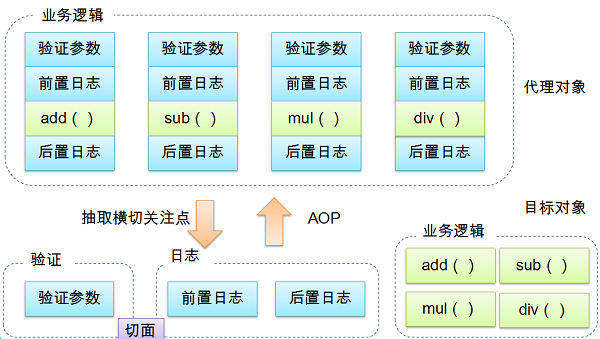 业务逻辑
验证参数 验证参数 验证参数 验证参数
前置日志 前置日志 前置日志 前置日志
代理对象
add（ ） sub（ ） mul（ ） div（ ）
后置日志 后置日志 后置日志 后置日志
抽取横切关注点 AOP
目标对象
业务逻辑
验证 日志
add（ ） sub（ ）
验证参数 前置日志 后置日志
mul（ ） div（ ）
切面